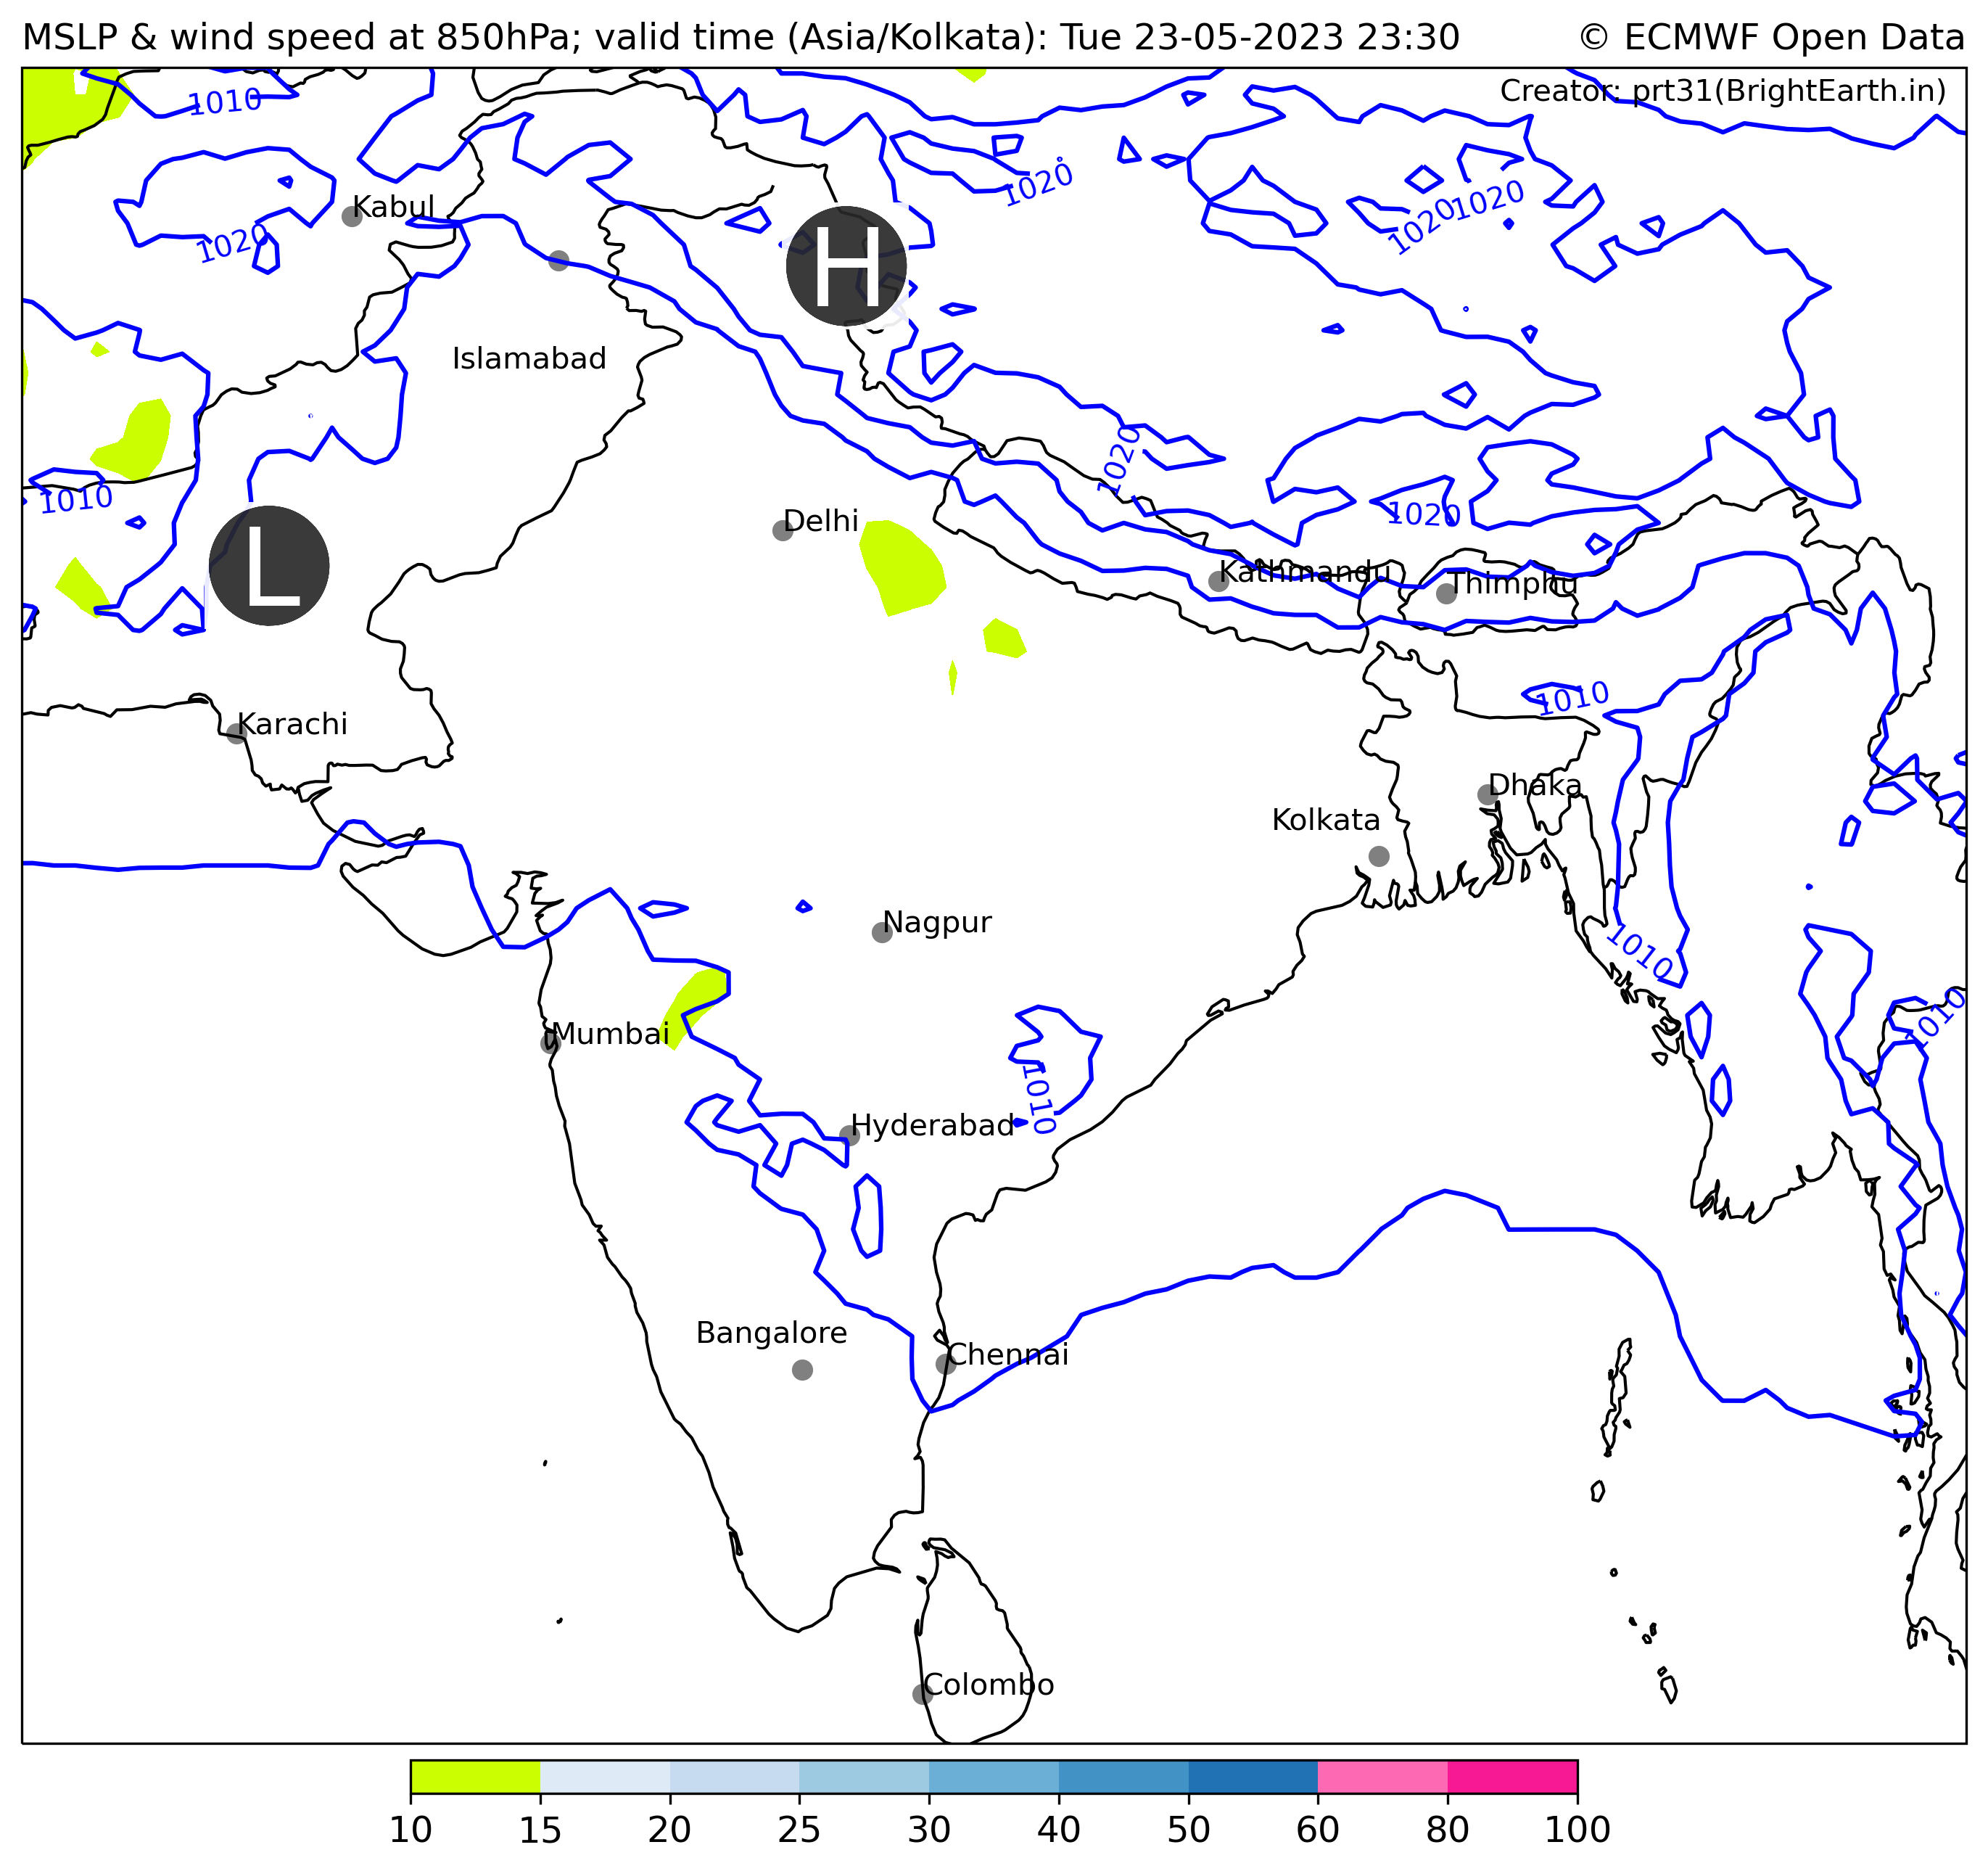 MSLP & wind speed at 850hPa; valid time (Asia/Kolkata): Tue 23-05-2023 23:30
© ECMWF Open Data
Creator: prt31(BrightEarth.in)
1010
1020
1020
1020
Kabul
1020
H
Islamabad
1020
1010
1020
Delhi
L
Kathmandu
Thimphu
1010
Karachi
Dhaka
Kolkata
Nagpur
1010
1010
Mumbai
1010
Hyderabad
Bangalore
Chennai
Colombo
10 15 20 25 30 40 50 60 80 100